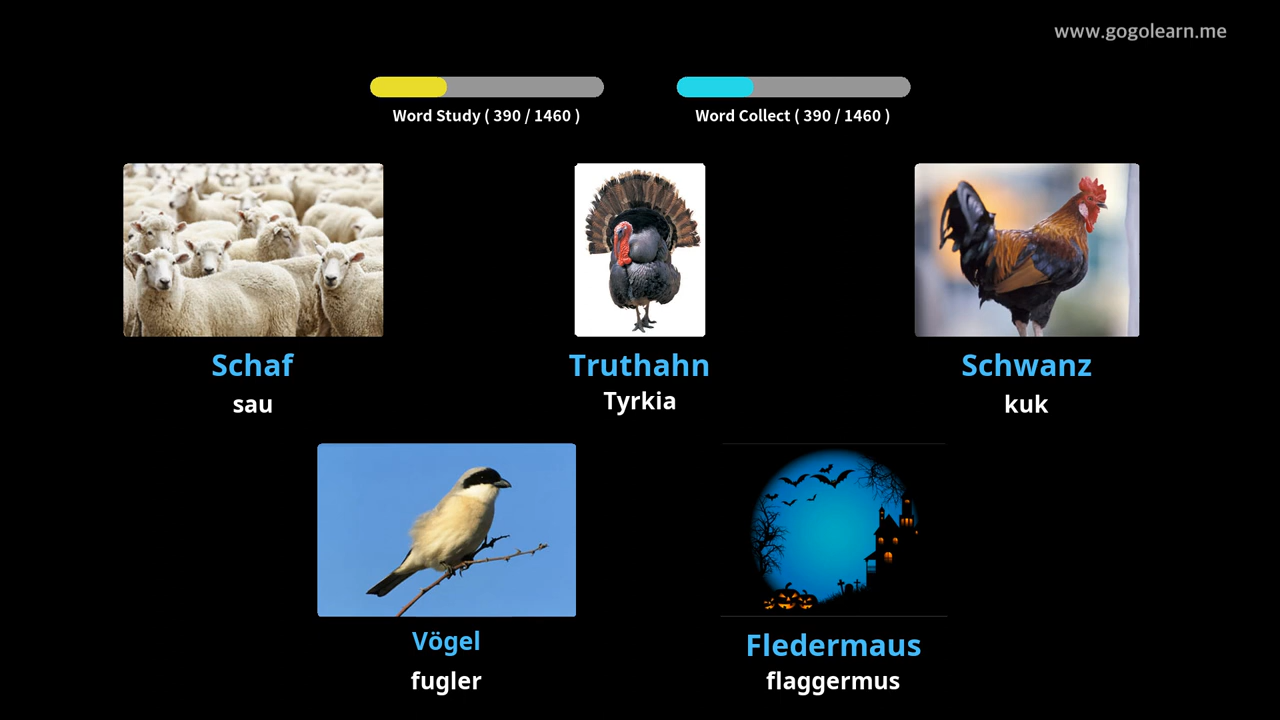 www.gogolearn.me
Word Study ( 390 / 1460 )
Word Collect ( 390 / 1460 )
Schaf
sau
Truthahn
Tyrkia
Schwanz
kuk
Vögel
fugler
Fledermaus
flaggermus